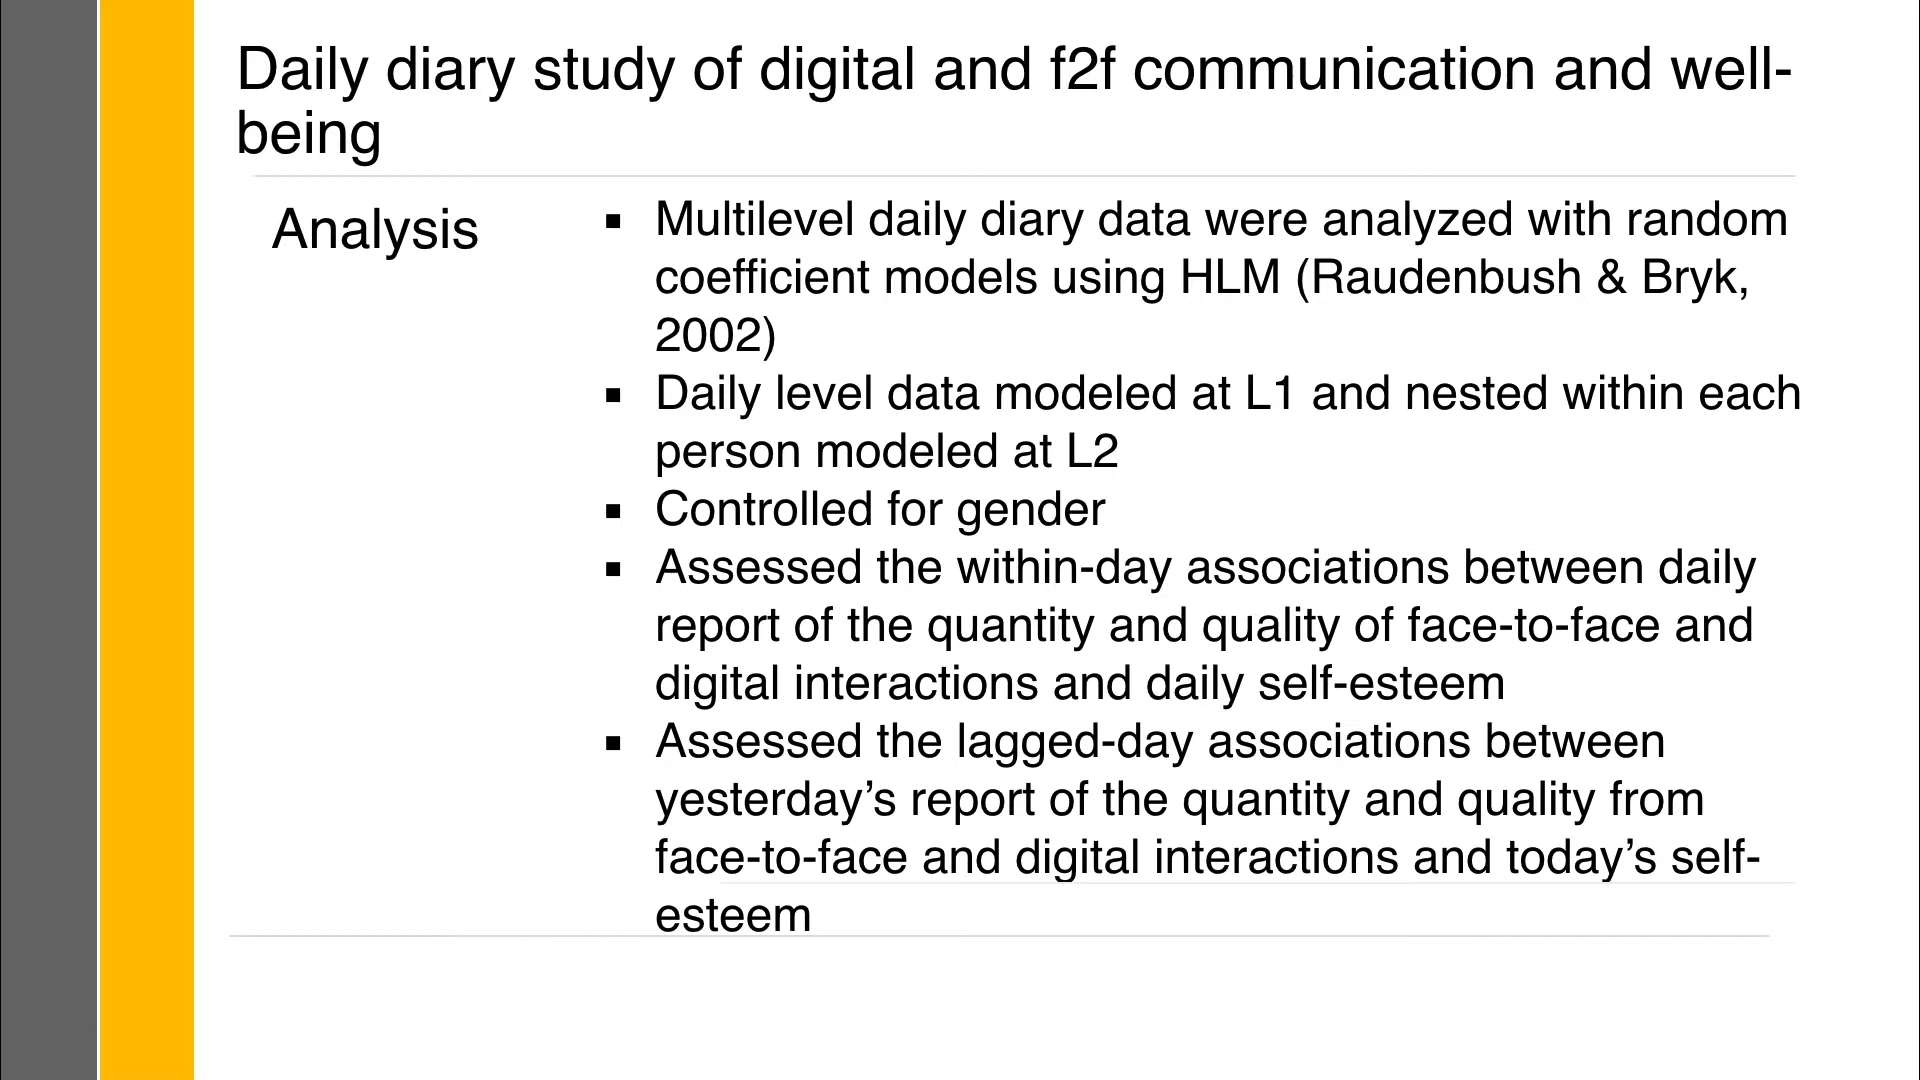 Daily diary study of digital and f2f communication and well-
being
Analysis
▪ Multilevel daily diary data were analyzed with random
coefficient models using HLM (Raudenbush & Bryk,
2002)
▪ Daily level data modeled at L1 and nested within each
person modeled at L2
▪ Controlled for gender
▪ Assessed the within-day associations between daily
report of the quantity and quality of face-to-face and
digital interactions and daily self-esteem
▪ Assessed the lagged-day associations between
yesterday’s report of the quantity and quality from
face-to-face and digital interactions and today’s self-
esteem